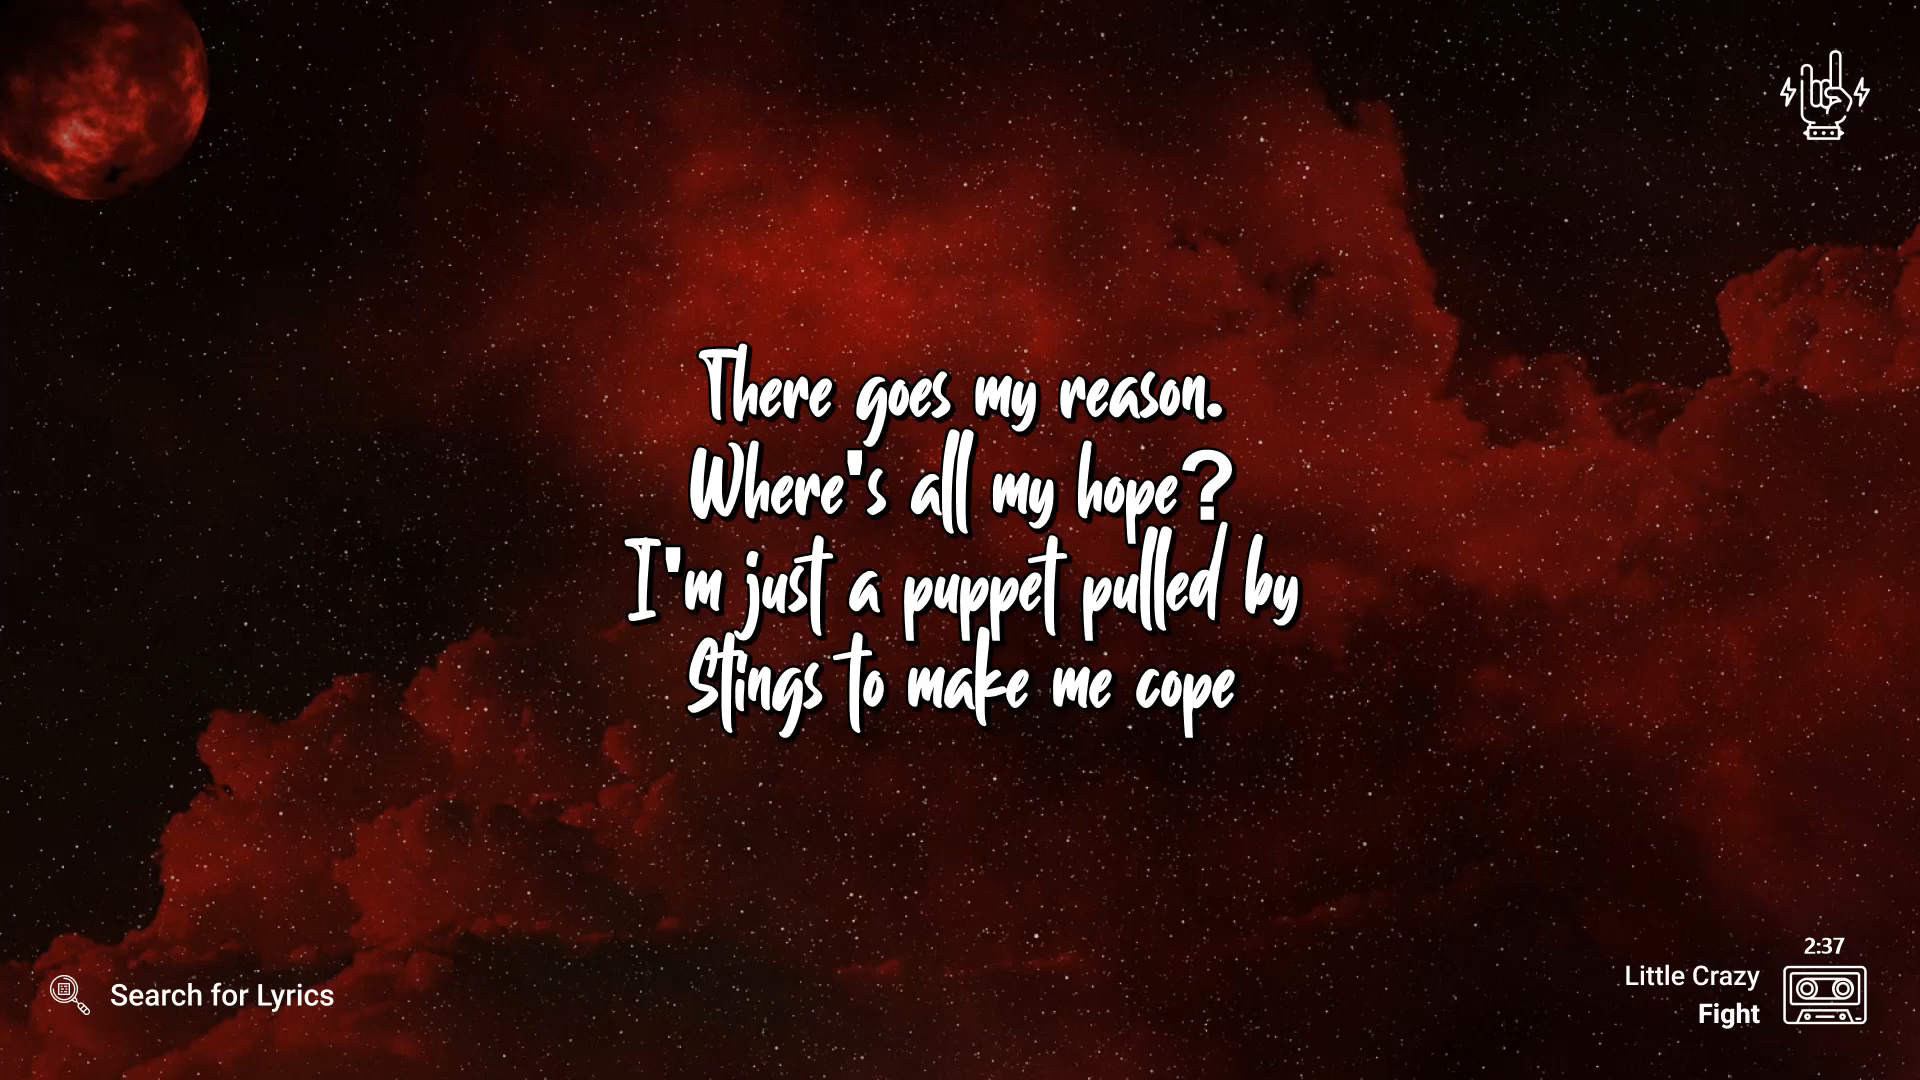 There goes my reason.
Where's all my hope?
I'm just a puppet pulled by
Stings to make me cope
2:37
Little Crazy
Fight
Search for Lyrics